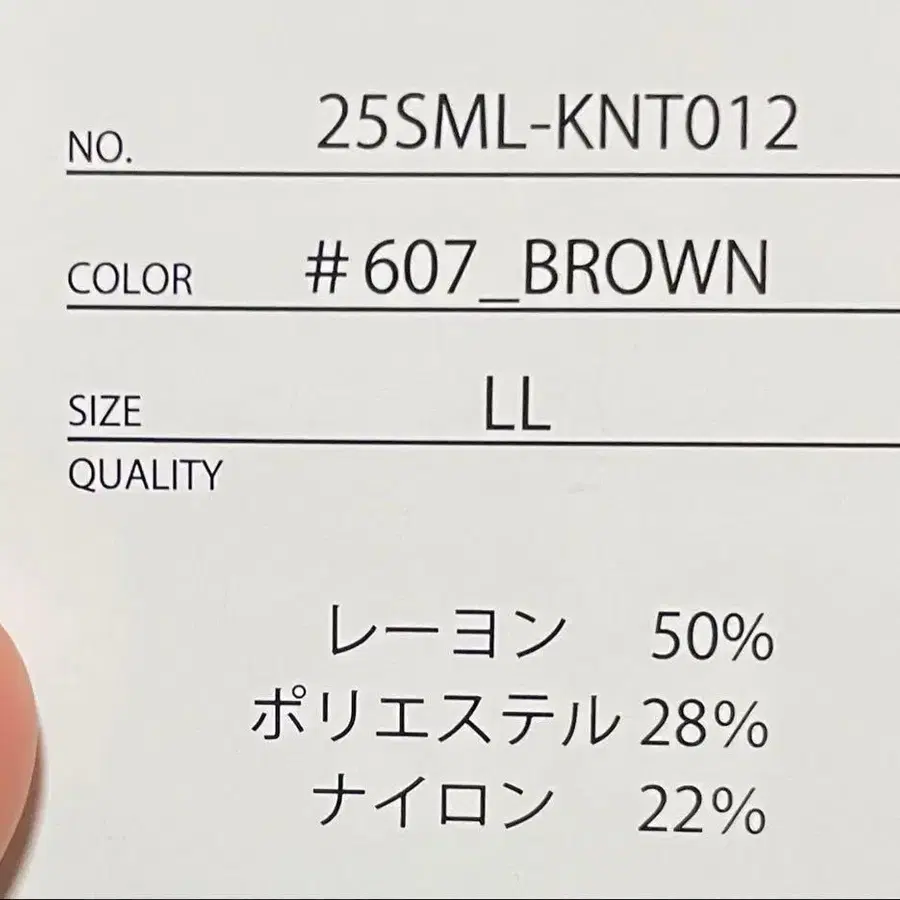 NO. 25SML-KNT012
COLOR #607_BROWN
SIZE LL
QUALITY
レーヨン 50%
ポリエステル 28%
ナイロン 22%